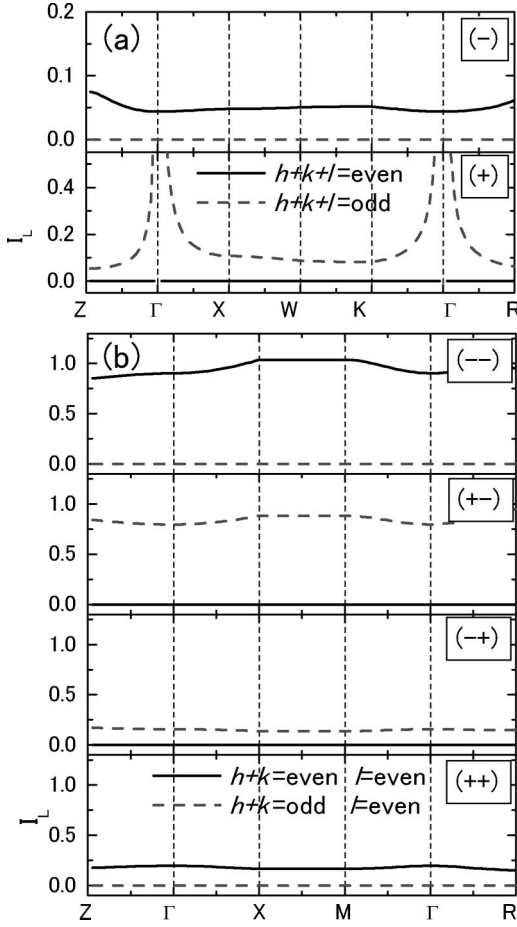 0.2
(a)
(-)
0.1
0.0
h+k+l=even
(+)
0.4
h+k+l=odd
0.2
I_L
0.0
Z Γ X W K Γ R
(b)
(--)
1.0
0.5
0.0
(+-)
1.0
0.5
0.0
(-+)
1.0
0.5
0.0
h+k=even l=even
(++)
1.0
h+k=odd l=even
0.5
I_L
0.0
Z Γ X M Γ R